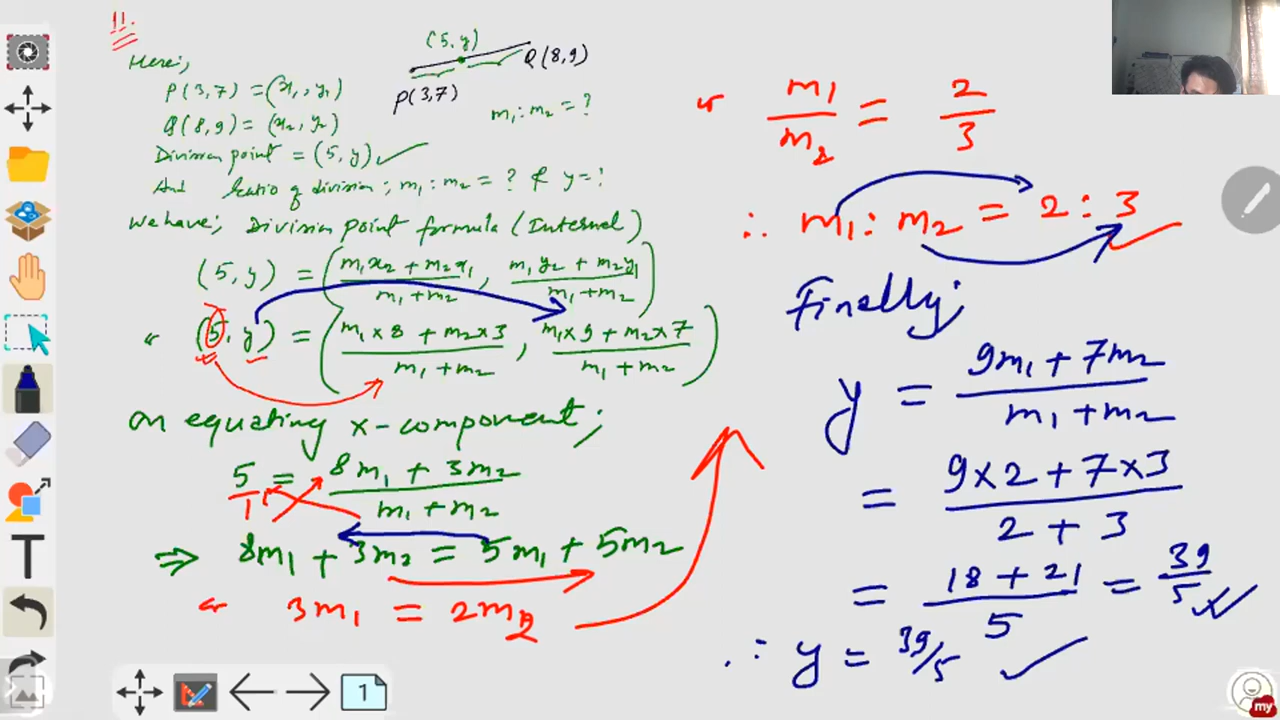 11.
Here;
P(3,7) = (x₁, y₁)
Q(8,9) = (x₂, y₂)
Division point = (5, y) ✓
And Ratio of division; m₁ : m₂ = ? & y = ?
(5, y)
Q(8,9)
P(3,7)
m₁ : m₂ = ?
We have; Division point formula (Internal)
(5, y) = ((m₁x₂ + m₂x₁)/(m₁ + m₂), (m₁y₂ + m₂y₁)/(m₁ + m₂))
(5, y) = ((m₁×8 + m₂×3)/(m₁ + m₂), (m₁×9 + m₂×7)/(m₁ + m₂))
On equating x-component;
5/1 = (8m₁ + 3m₂)/(m₁ + m₂)
⇒ 8m₁ + 3m₂ = 5m₁ + 5m₂
or 3m₁ = 2m₂
or m₁/m₂ = 2/3
∴ m₁ : m₂ = 2 : 3 ✓
Finally;
y = (9m₁ + 7m₂)/(m₁ + m₂)
= (9×2 + 7×3)/(2 + 3)
= (18 + 21)/5 = 39/5
∴ y = 39/5 ✓
T
1
my